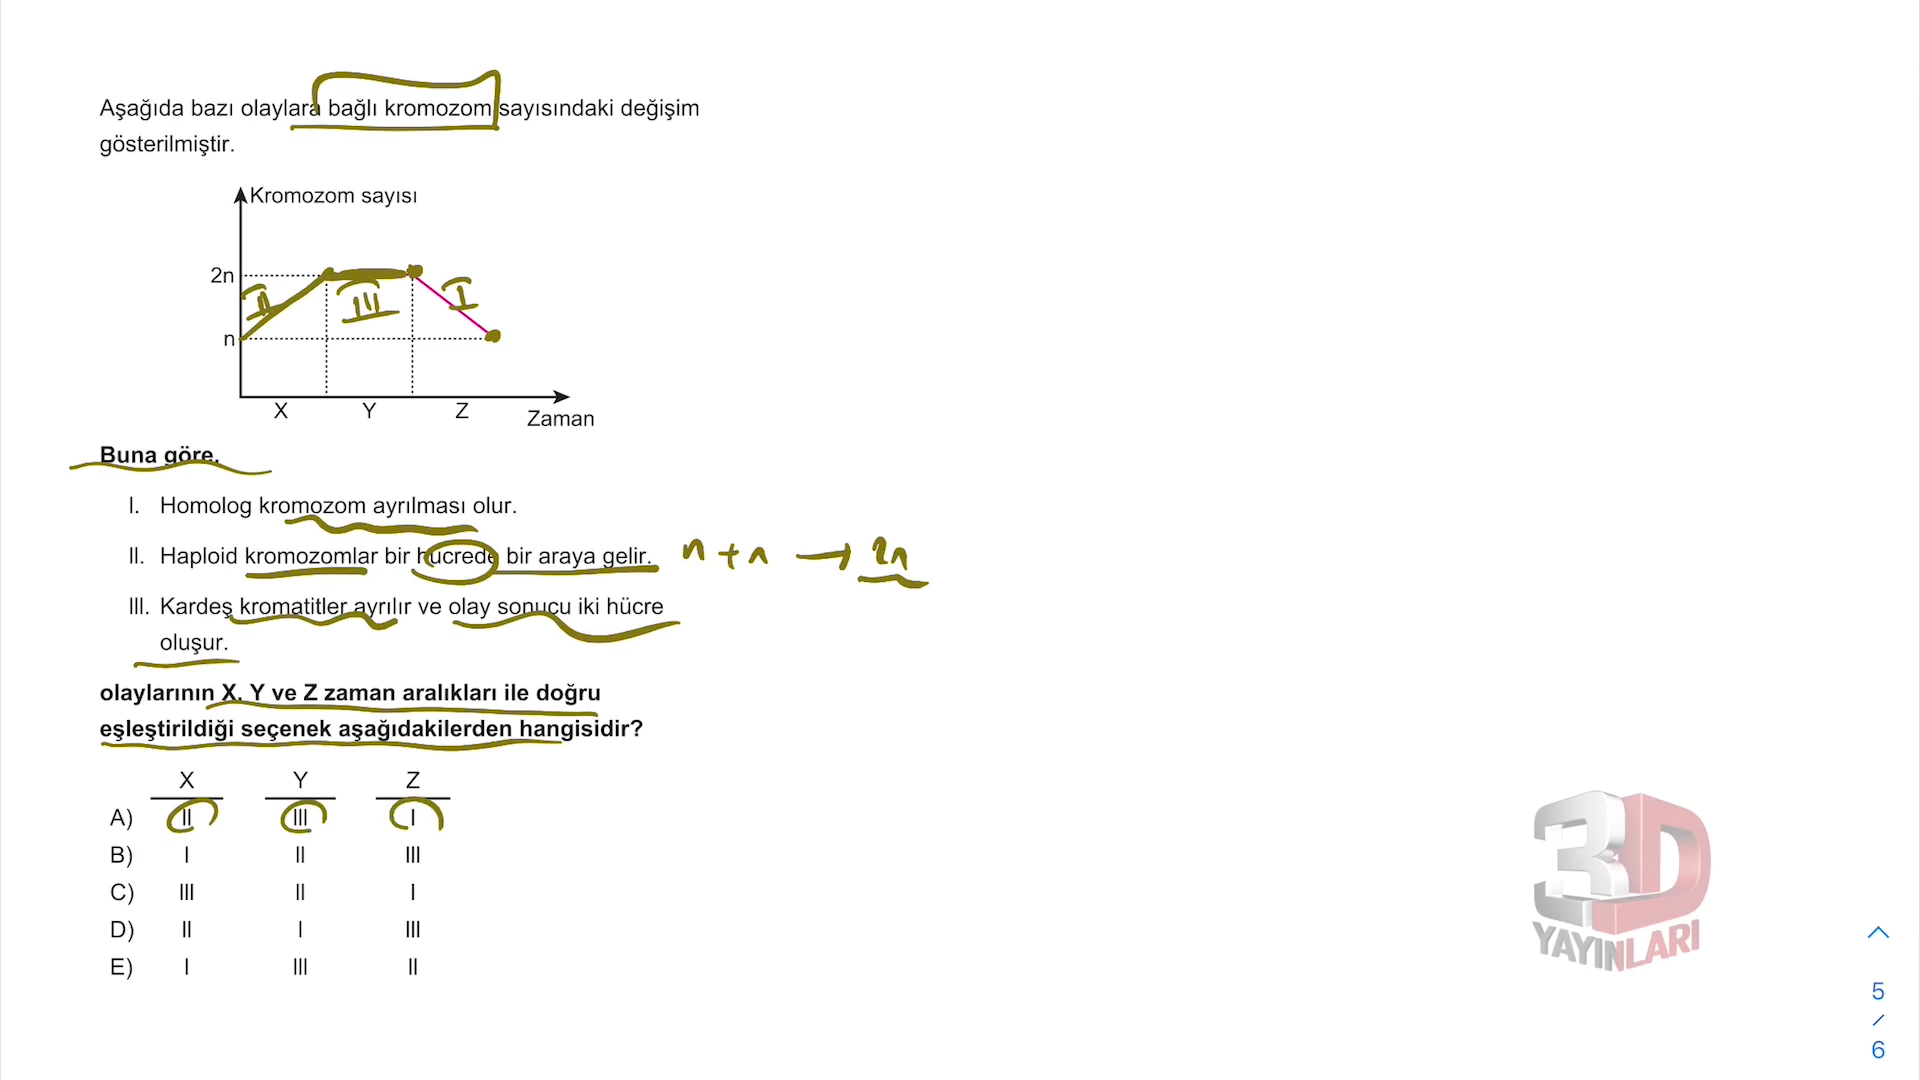 Aşağıda bazı olaylara bağlı kromozom sayısındaki değişim
gösterilmiştir.
Kromozom sayısı
2n
n
II
III
I
X Y Z
Zaman
Buna göre,
I. Homolog kromozom ayrılması olur.
II. Haploid kromozomlar bir hücrede bir araya gelir. n + n → 2n
III. Kardeş kromatitler ayrılır ve olay sonucu iki hücre
oluşur.
olaylarının X, Y ve Z zaman aralıkları ile doğru
eşleştirildiği seçenek aşağıdakilerden hangisidir?
X Y Z
A) II III I
B) I II III
C) III II I
D) II I III
E) I III II
3D
YAYINLARI
5
/
6